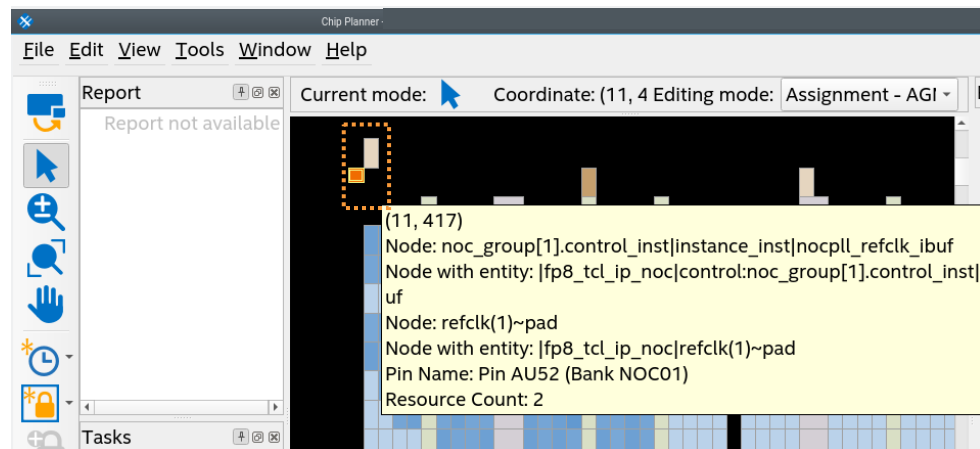 Chip Planner -
File Edit View Tools Window Help
Report
Current mode:
Coordinate: (11, 4
Editing mode:
Assignment - AGI
Report not available
(11, 417)
Node: noc_group[1].control_inst|instance_inst|nocpll_refclk_ibuf
Node with entity: |fp8_tcl_ip_noc|control:noc_group[1].control_inst|
uf
Node: refclk(1)~pad
Node with entity: |fp8_tcl_ip_noc|refclk(1)~pad
Pin Name: Pin AU52 (Bank NOC01)
Resource Count: 2
Tasks